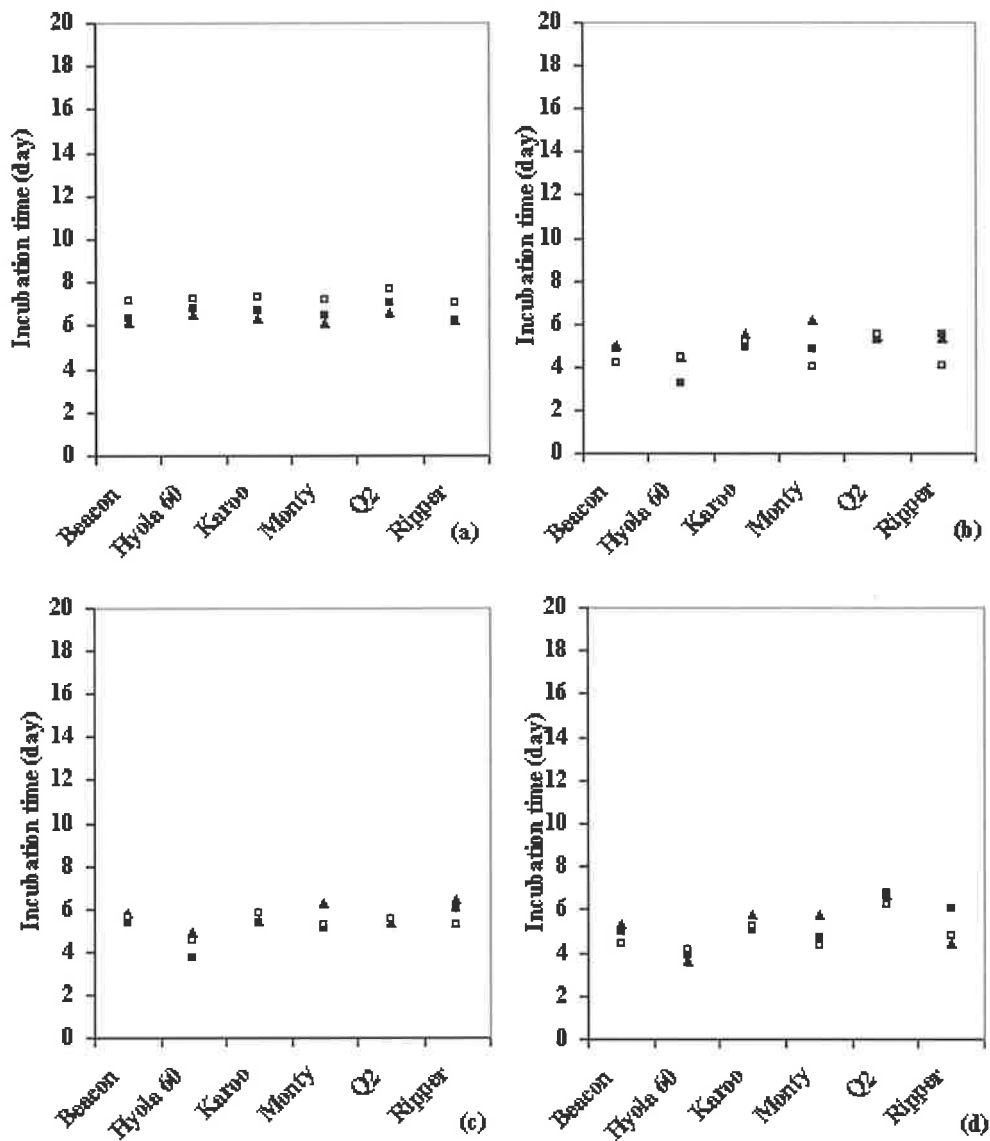 20
18
16
14
12
10
8
6
4
2
0
Incubation time (day)
Beacon
Hyola 60
Karoo
Monty
Q2
Ripper
(a)
20
18
16
14
12
10
8
6
4
2
0
Incubation time (day)
Beacon
Hyola 60
Karoo
Monty
Q2
Ripper
(b)
20
18
16
14
12
10
8
6
4
2
0
Incubation time (day)
Beacon
Hyola 60
Karoo
Monty
Q2
Ripper
(c)
20
18
16
14
12
10
8
6
4
2
0
Incubation time (day)
Beacon
Hyola 60
Karoo
Monty
Q2
Ripper
(d)